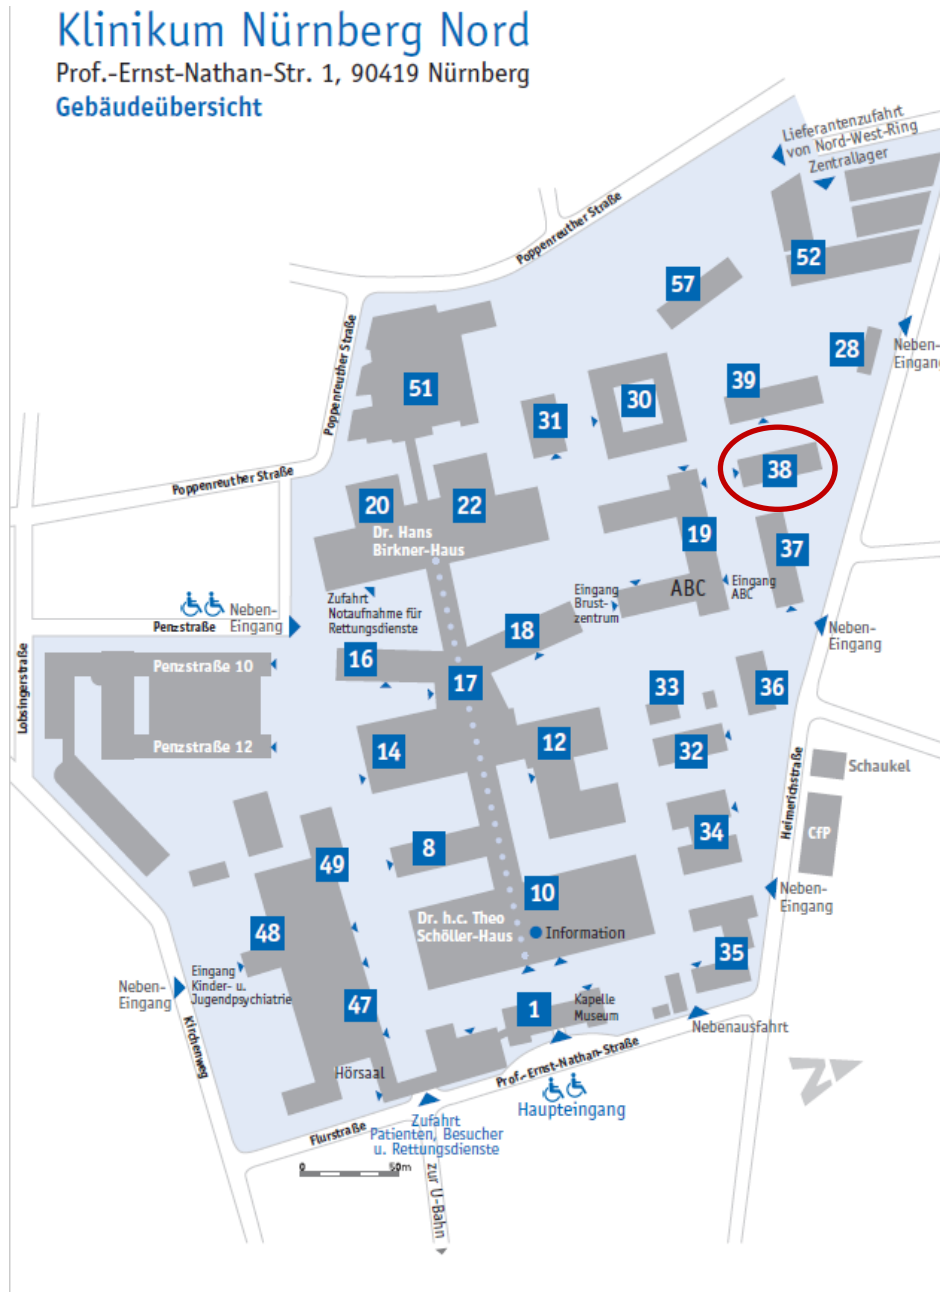 Klinikum Nürnberg Nord
Prof.-Ernst-Nathan-Str. 1, 90419 Nürnberg
Gebäudeübersicht
Lieferantenzufahrt
von Nord-West-Ring
Zentrallager
Poppenreuther Straße
52
57
28
Neben-
Eingang
Poppenreuther Straße
51
39
30
31
38
Poppenreuther Straße
20
22
Dr. Hans
Birkner-Haus
19
37
Zufahrt
Notaufnahme für
Rettungsdienste
Eingang
Brust-
zentrum
ABC
Eingang
ABC
Neben-
Eingang
Penzstraße
18
Neben-
Eingang
Lobsingerstraße
Penzstraße 10
16
17
33
36
Penzstraße 12
14
12
32
Heimerichstraße
Schaukel
CfP
34
8
49
10
Neben-
Eingang
Dr. h.c. Theo
Schöller-Haus
Information
48
35
Eingang
Kinder- u.
Jugendpsychiatrie
Neben-
Eingang
47
1
Kapelle
Museum
Nebenausfahrt
Kirchenweg
Hörsaal
Prof.-Ernst-Nathan-Straße
Haupteingang
Zufahrt
Patienten, Besucher
u. Rettungsdienste
Flurstraße
0 50m
zur U-Bahn